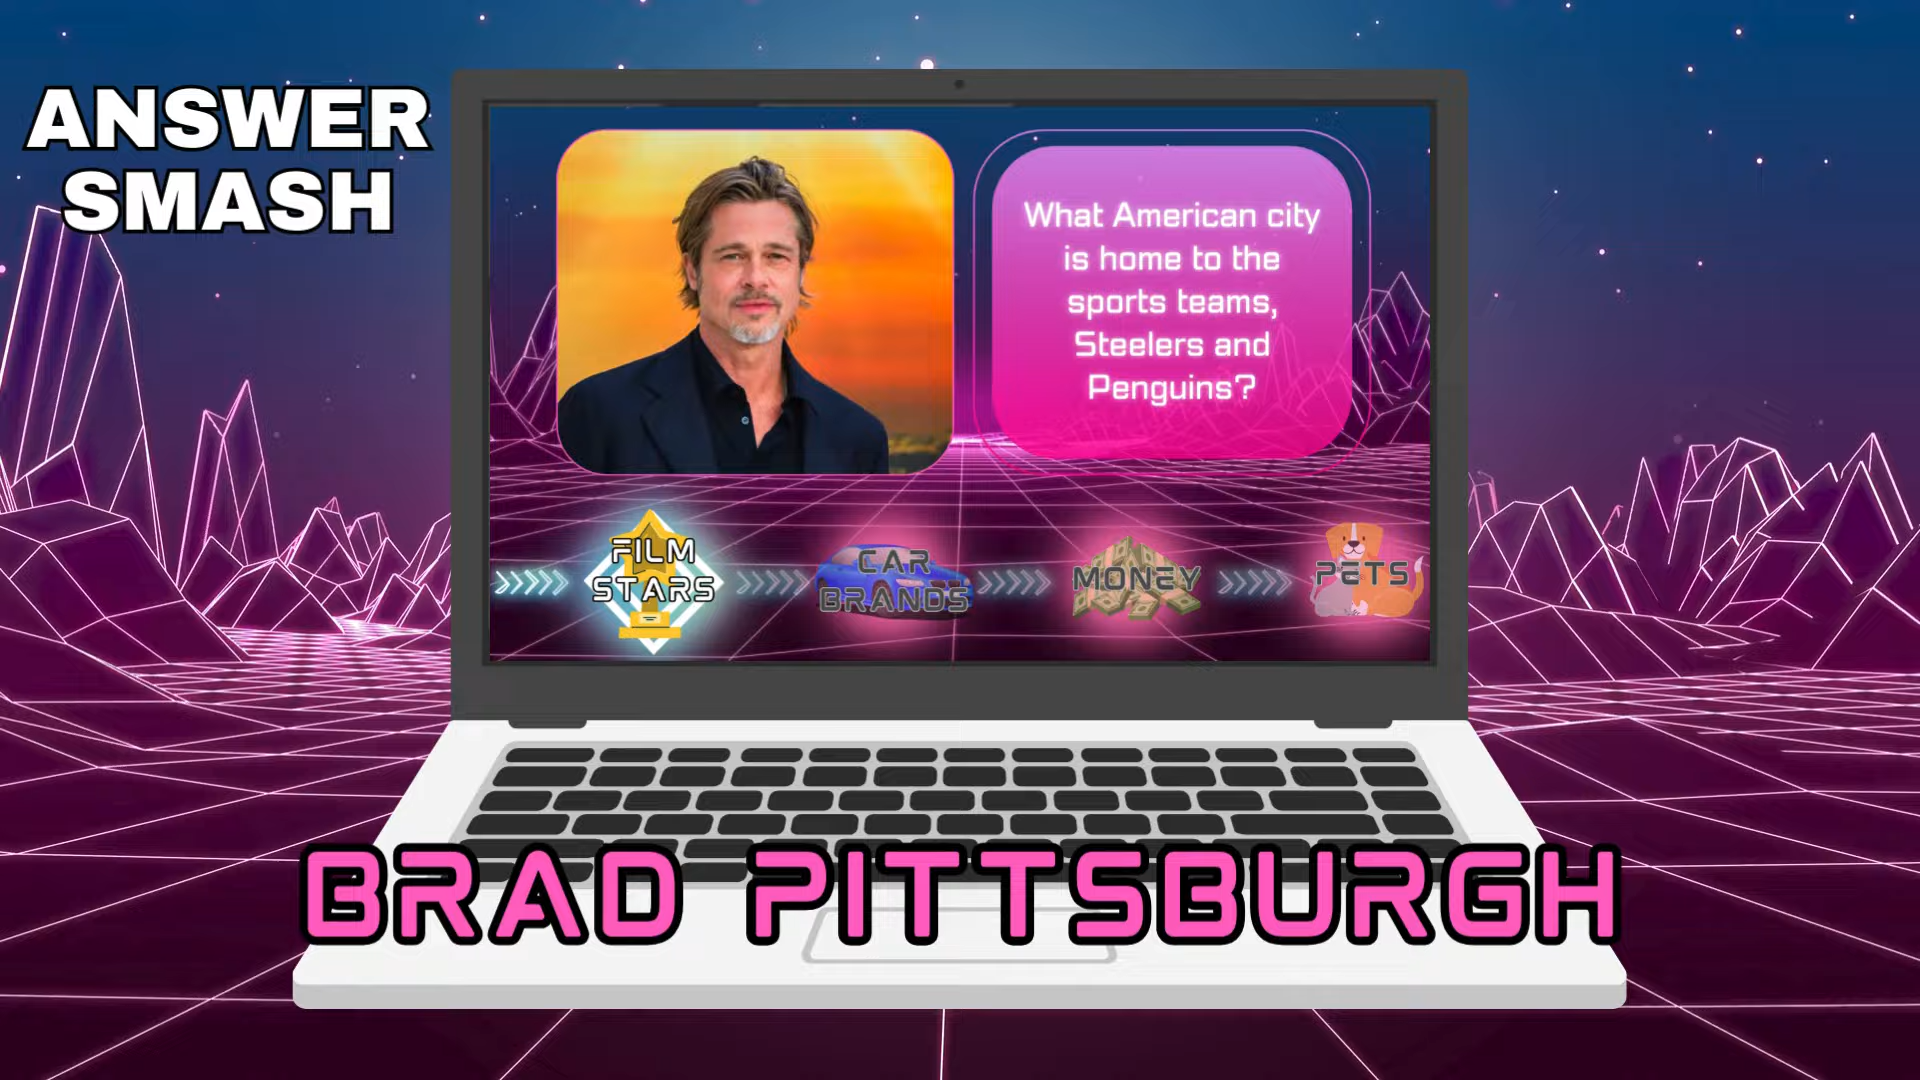 ANSWER
SMASH
What American city
is home to the
sports teams,
Steelers and
Penguins?
FILM
STARS
CAR
BRANDS
MONEY
PETS
BRAD PITTSBURGH